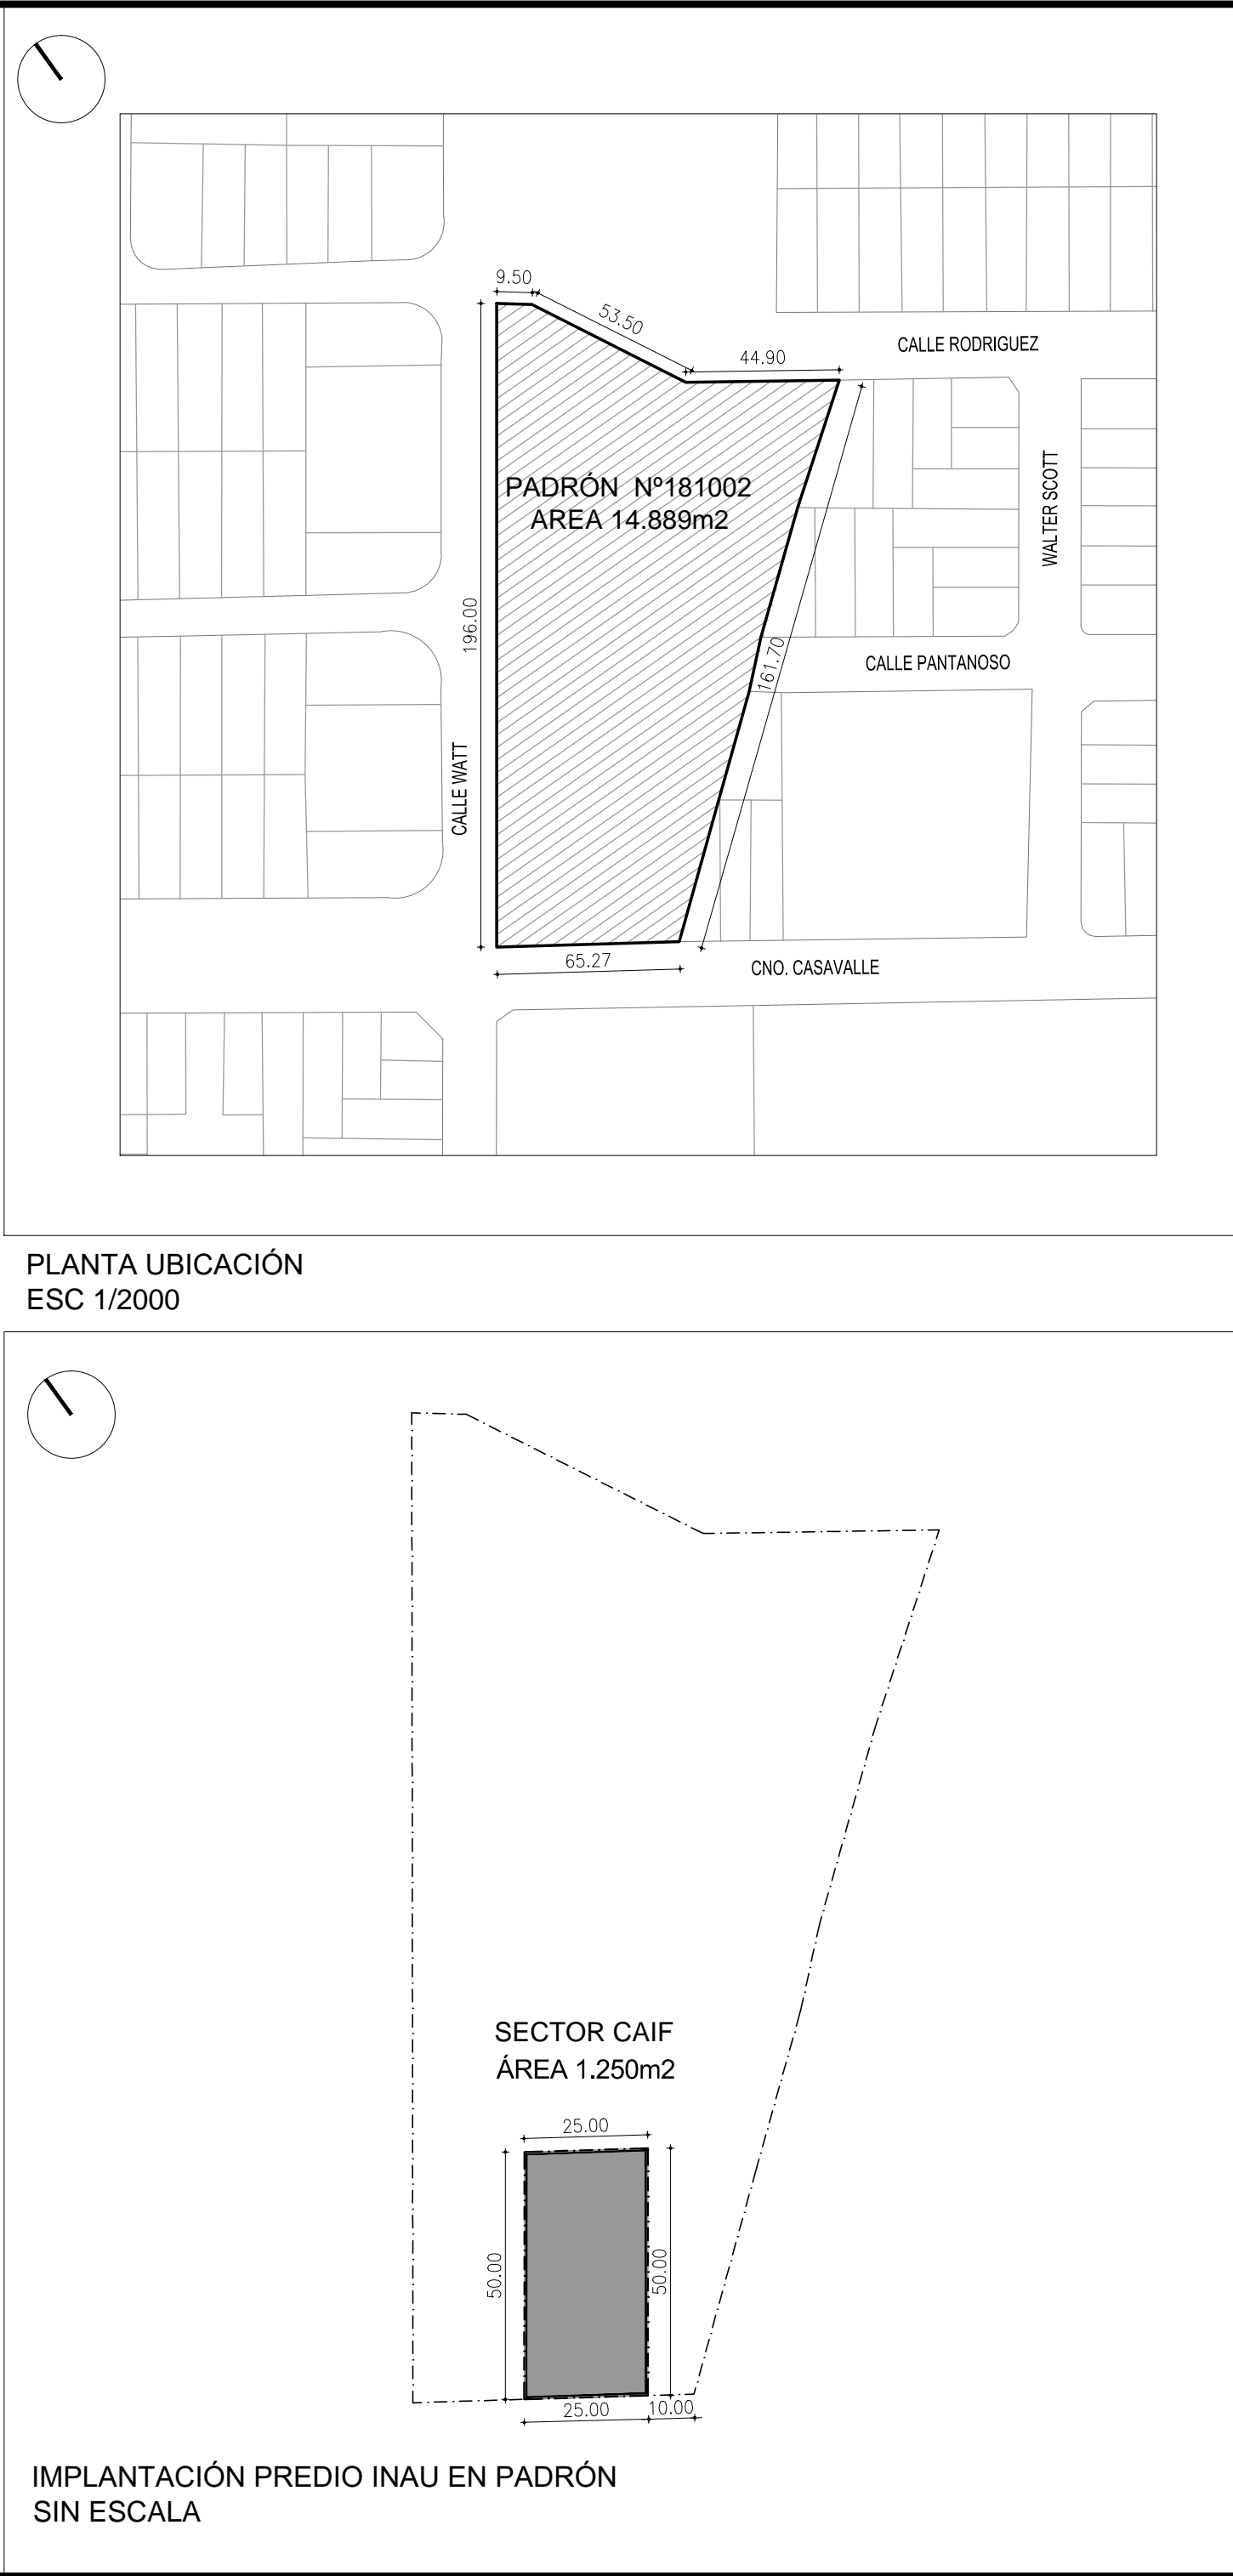 9.50
53.50
44.90
CALLE RODRIGUEZ
PADRÓN Nº181002
AREA 14.889m2
WALTER SCOTT
196.00
161.70
CALLE PANTANOSO
CALLE WATT
65.27
CNO. CASAVALLE
PLANTA UBICACIÓN
ESC 1/2000
SECTOR CAIF
ÁREA 1.250m2
25.00
50.00
50.00
25.00
10.00
IMPLANTACIÓN PREDIO INAU EN PADRÓN
SIN ESCALA